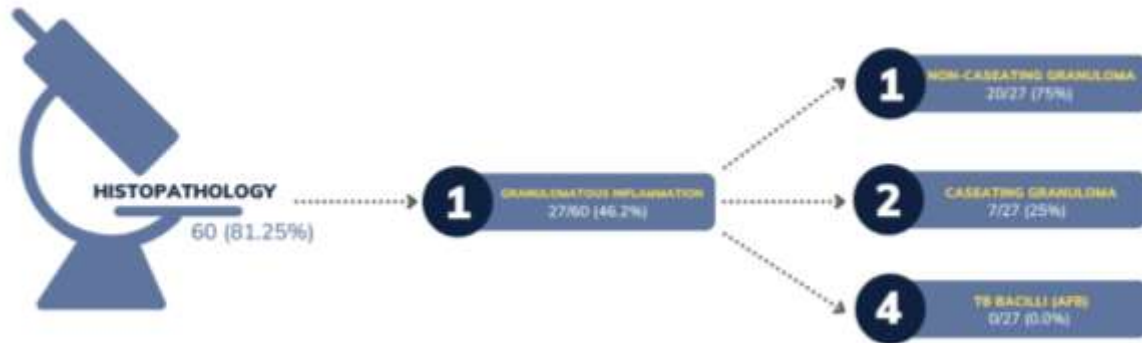 HISTOPATHOLOGY
60 (81.25%)
1
GRANULOMATOUS INFLAMMATION
27/60 (46.2%)
1
NON-CASEATING GRANULOMA
20/27 (75%)
2
CASEATING GRANULOMA
7/27 (25%)
4
TB BACILLI (AFB)
0/27 (0.0%)